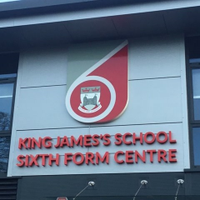 KING JAMES'S SCHOOL
SIXTH FORM CENTRE